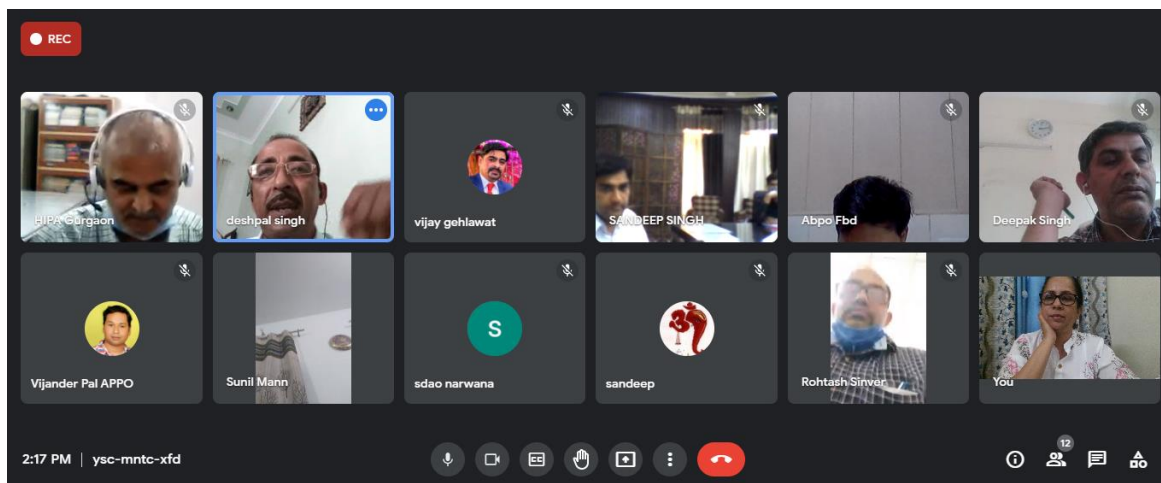 REC
HIPA Gurgaon
deshpal singh
vijay gehlawat
SANDEEP SINGH
Abpo Fbd
Deepak Singh
Vijander Pal APPO
Sunil Mann
S
sdao narwana
sandeep
Rohtash Sinver
You
2:17 PM | ysc-mntc-xfd
CC
12